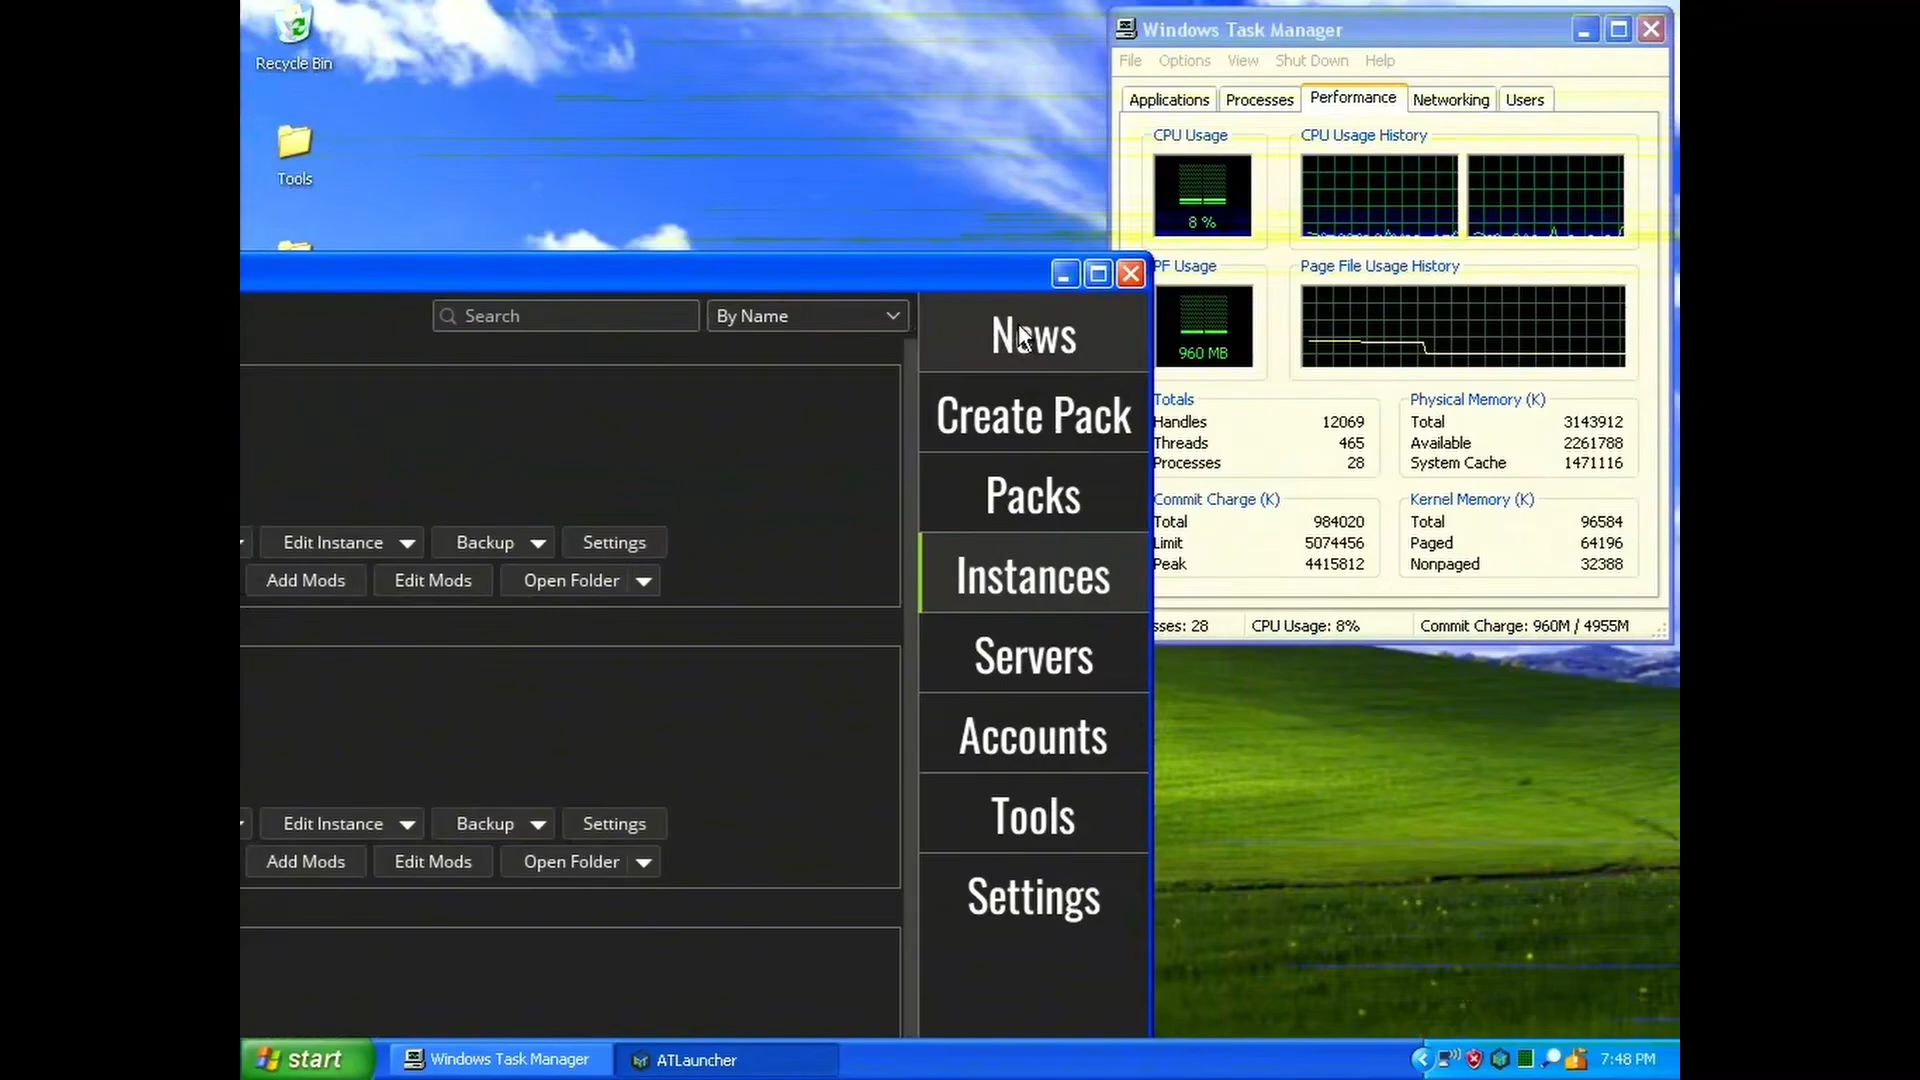 Recycle Bin
Tools
Windows Task Manager
File Options View Shut Down Help
Applications Processes Performance Networking Users
CPU Usage
8 %
CPU Usage History
PF Usage
960 MB
Page File Usage History
Totals
Handles 12069
Threads 465
Processes 28
Physical Memory (K)
Total 3143912
Available 2261788
System Cache 1471116
Commit Charge (K)
Total 984020
Limit 5074456
Peak 4415812
Kernel Memory (K)
Total 96584
Paged 64196
Nonpaged 32388
sses: 28 CPU Usage: 8% Commit Charge: 960M / 4955M
Search By Name
Edit Instance Backup Settings
Add Mods Edit Mods Open Folder
Edit Instance Backup Settings
Add Mods Edit Mods Open Folder
News
Create Pack
Packs
Instances
Servers
Accounts
Tools
Settings
start Windows Task Manager ATLauncher 7:48 PM